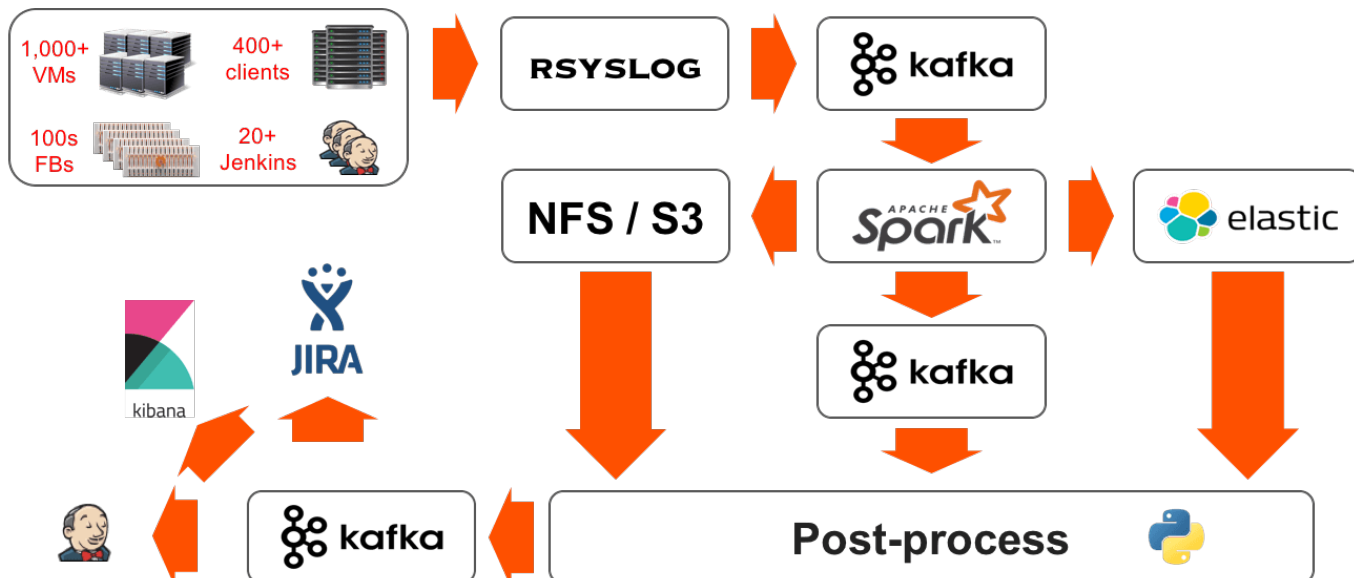 1,000+
VMs
400+
clients
100s
FBs
20+
Jenkins
RSYSLOG
kafka
NFS / S3
APACHE
Spark™
elastic
kibana
JIRA
kafka
kafka
Post-process